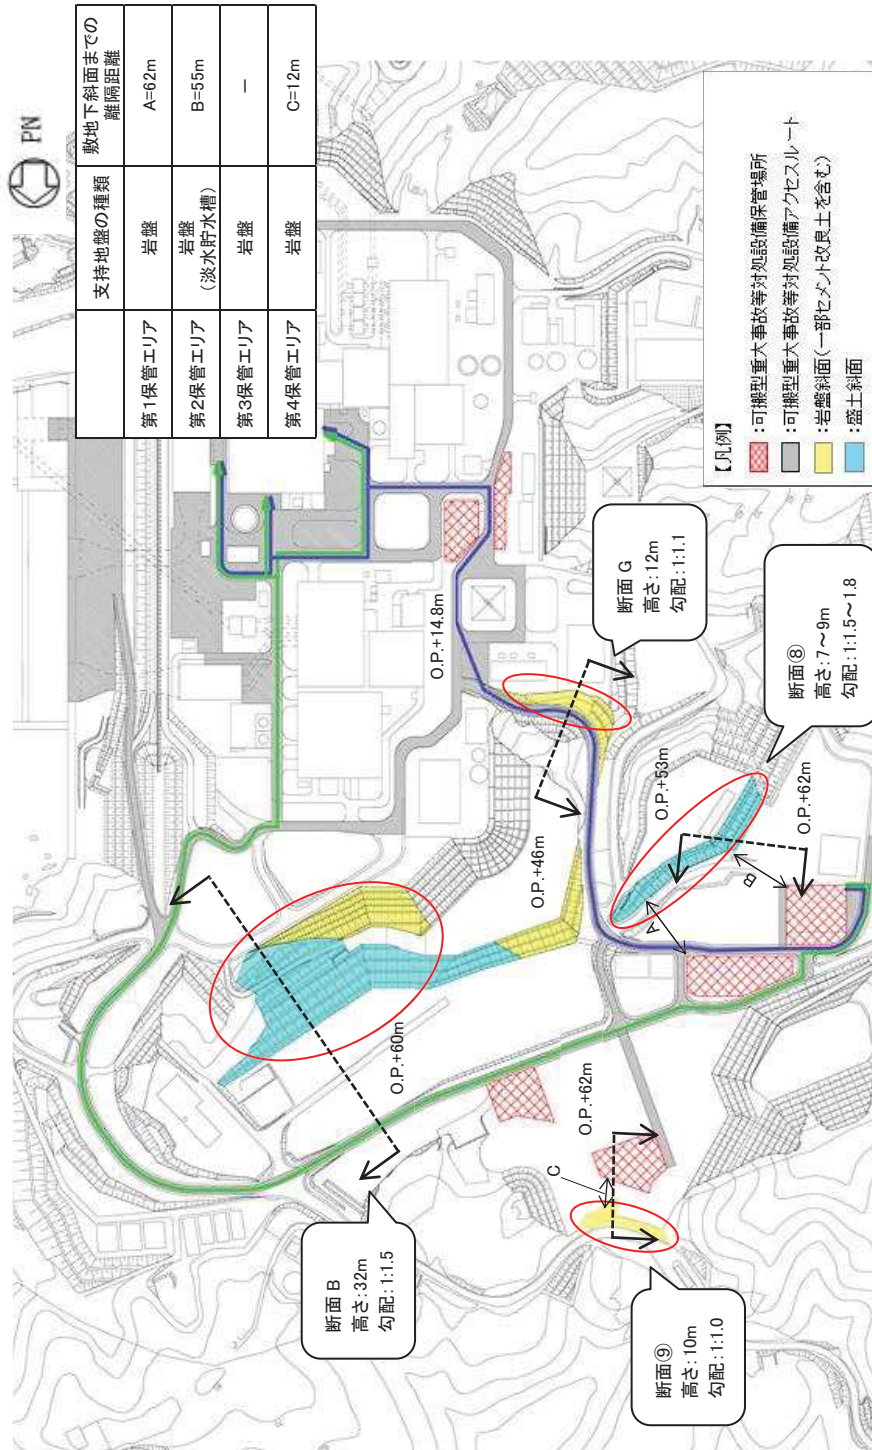 PN
支持地盤の種類
敷地下斜面までの
離隔距離
第1保管エリア
岩盤
A=62m
第2保管エリア
岩盤
(淡水貯水槽)
B=55m
第3保管エリア
岩盤
―
第4保管エリア
岩盤
C=12m
断面 B
高さ:32m
勾配:1:1.5
O.P.+60m
O.P.+14.8m
O.P.+46m
断面 G
高さ:12m
勾配:1:1.1
O.P.+53m
断面⑧
高さ:7~9m
勾配:1:1.5~1.8
O.P.+62m
A
B
O.P.+62m
C
断面⑨
高さ:10m
勾配:1:1.0
【凡例】
:可搬型重大事故等対処設備保管場所
:可搬型重大事故等対処設備アクセスルート
:岩盤斜面(一部セメント改良土を含む)
:盛土斜面